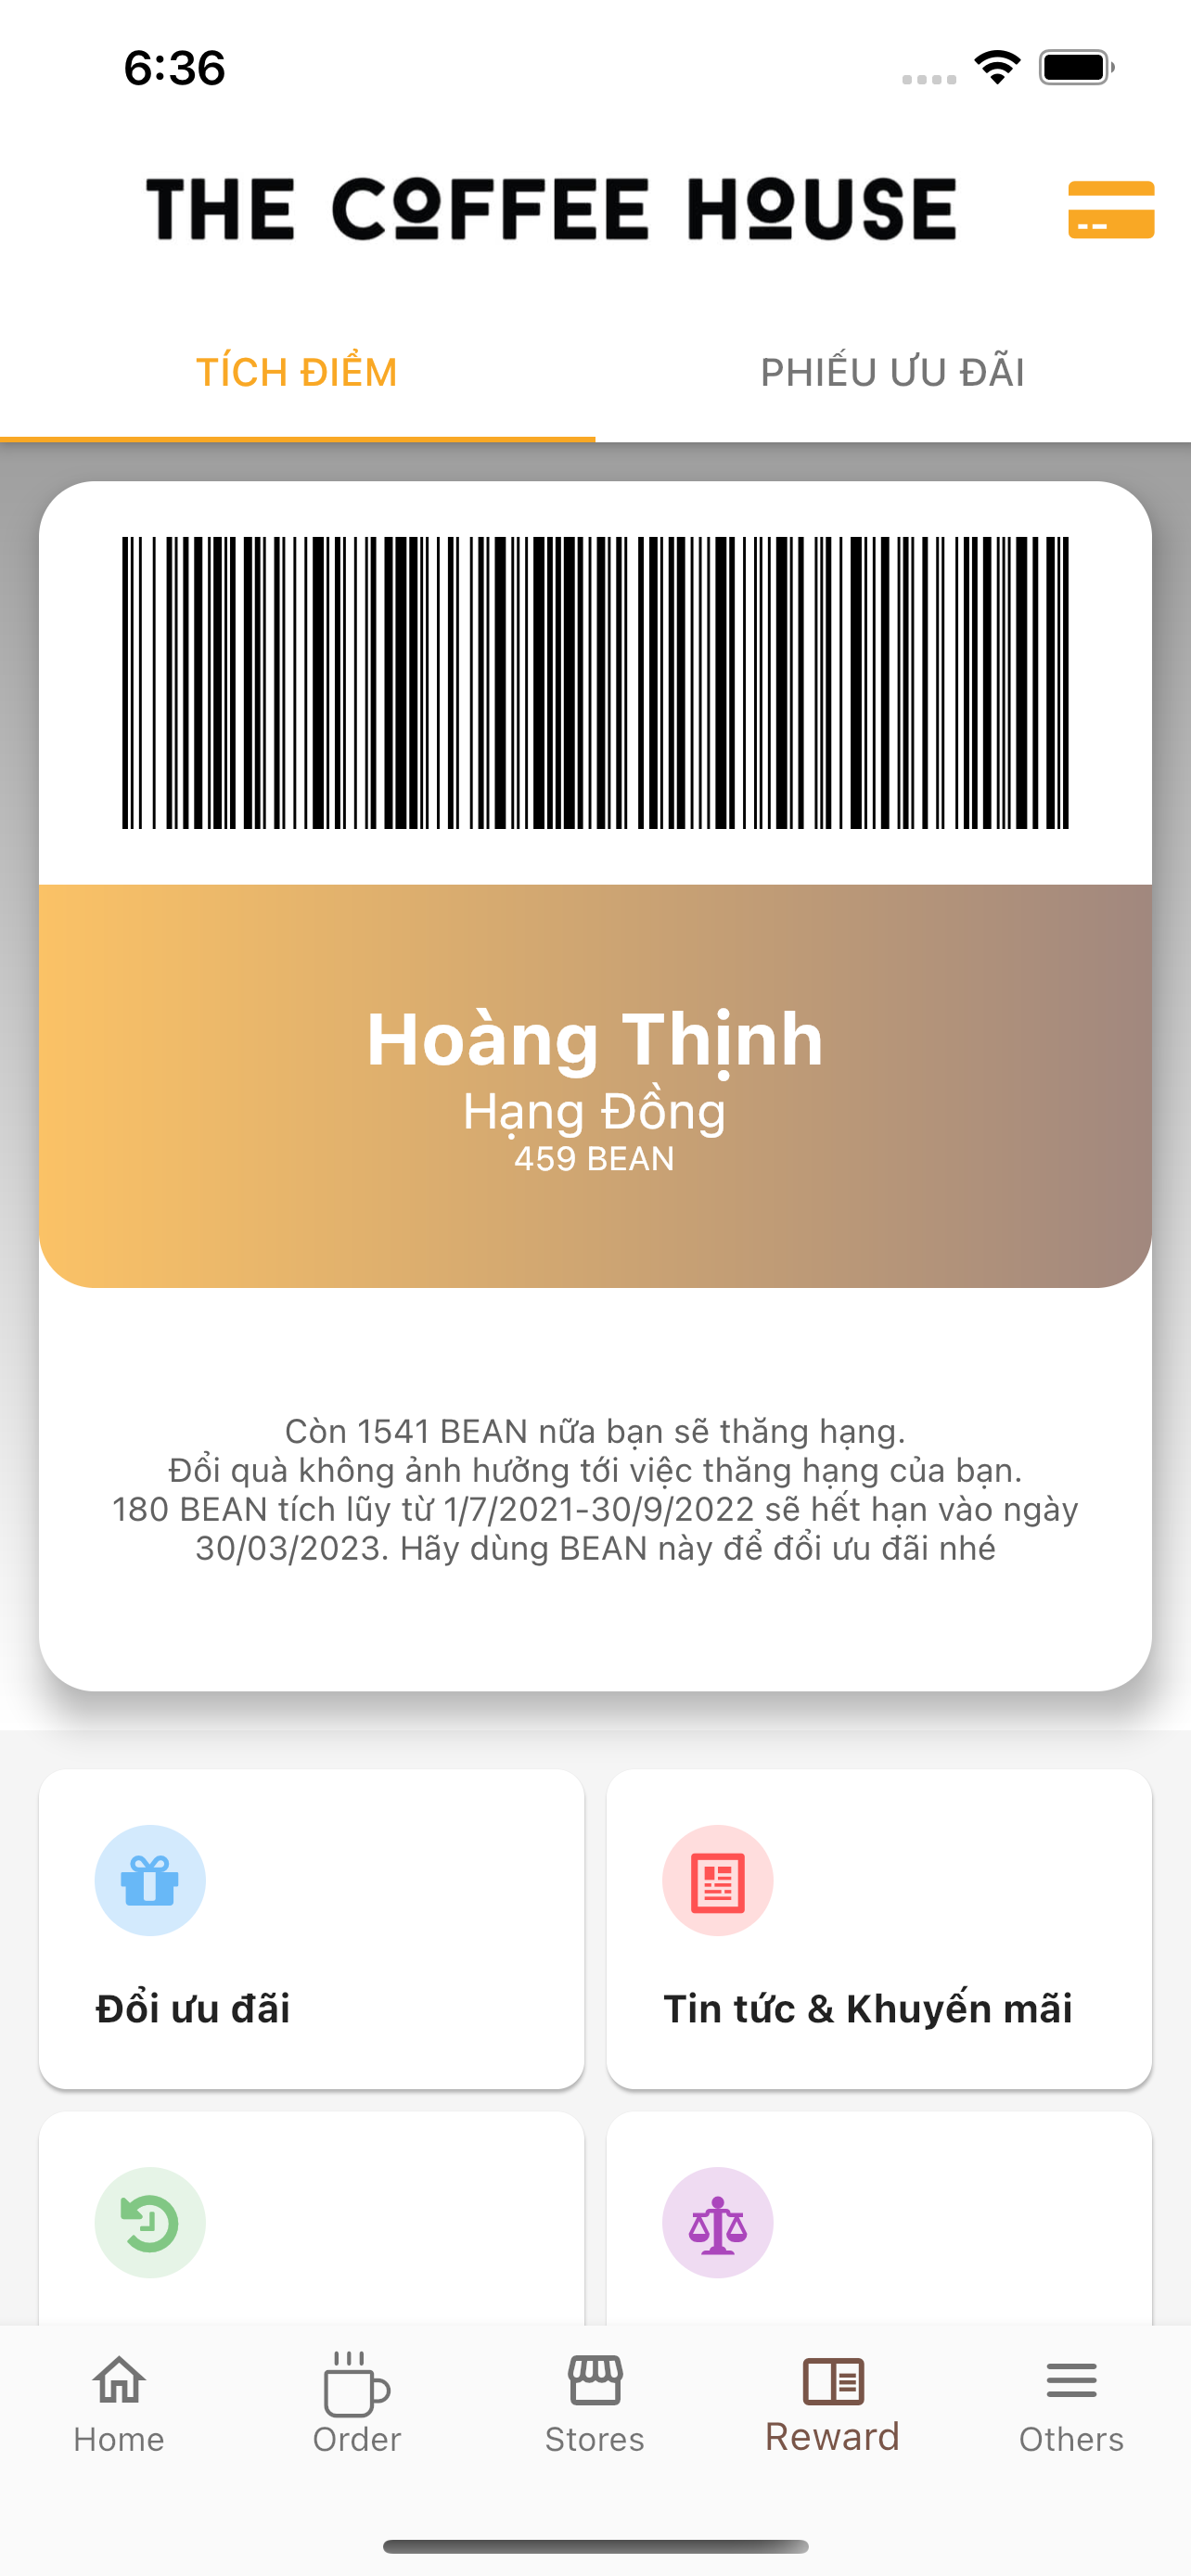 6:36
THE COFFEE HOUSE
TÍCH ĐIỂM
PHIẾU ƯU ĐÃI
Hoàng Thịnh
Hạng Đồng
459 BEAN
Còn 1541 BEAN nữa bạn sẽ thăng hạng.
Đổi quà không ảnh hưởng tới việc thăng hạng của bạn.
180 BEAN tích lũy từ 1/7/2021-30/9/2022 sẽ hết hạn vào ngày
30/03/2023. Hãy dùng BEAN này để đổi ưu đãi nhé
Đổi ưu đãi
Tin tức & Khuyến mãi
Home
Order
Stores
Reward
Others